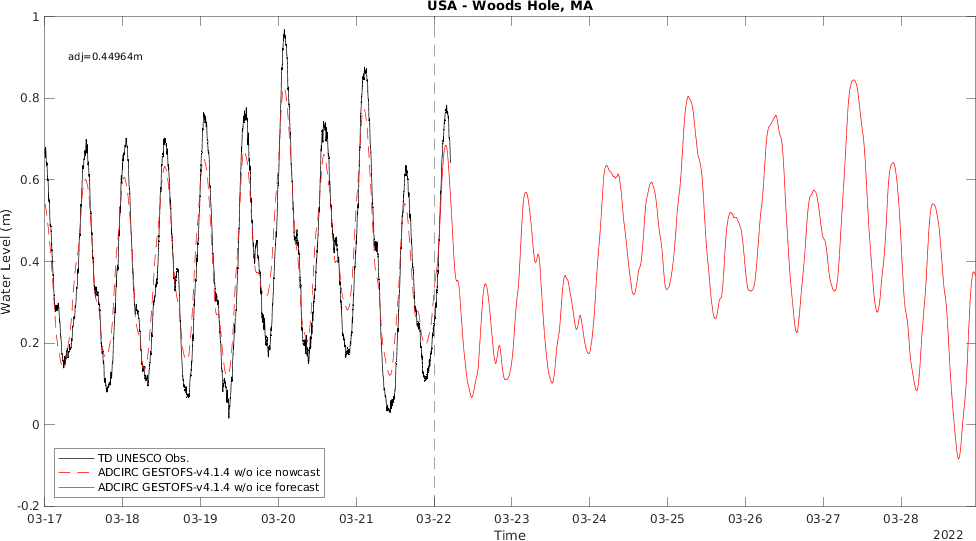 USA - Woods Hole, MA
adj=0.44964m
1
0.8
0.6
0.4
0.2
0
-0.2
Water Level (m)
TD UNESCO Obs.
ADCIRC GESTOFS-v4.1.4 w/o ice nowcast
ADCIRC GESTOFS-v4.1.4 w/o ice forecast
03-17 03-18 03-19 03-20 03-21 03-22 03-23 03-24 03-25 03-26 03-27 03-28
Time
2022